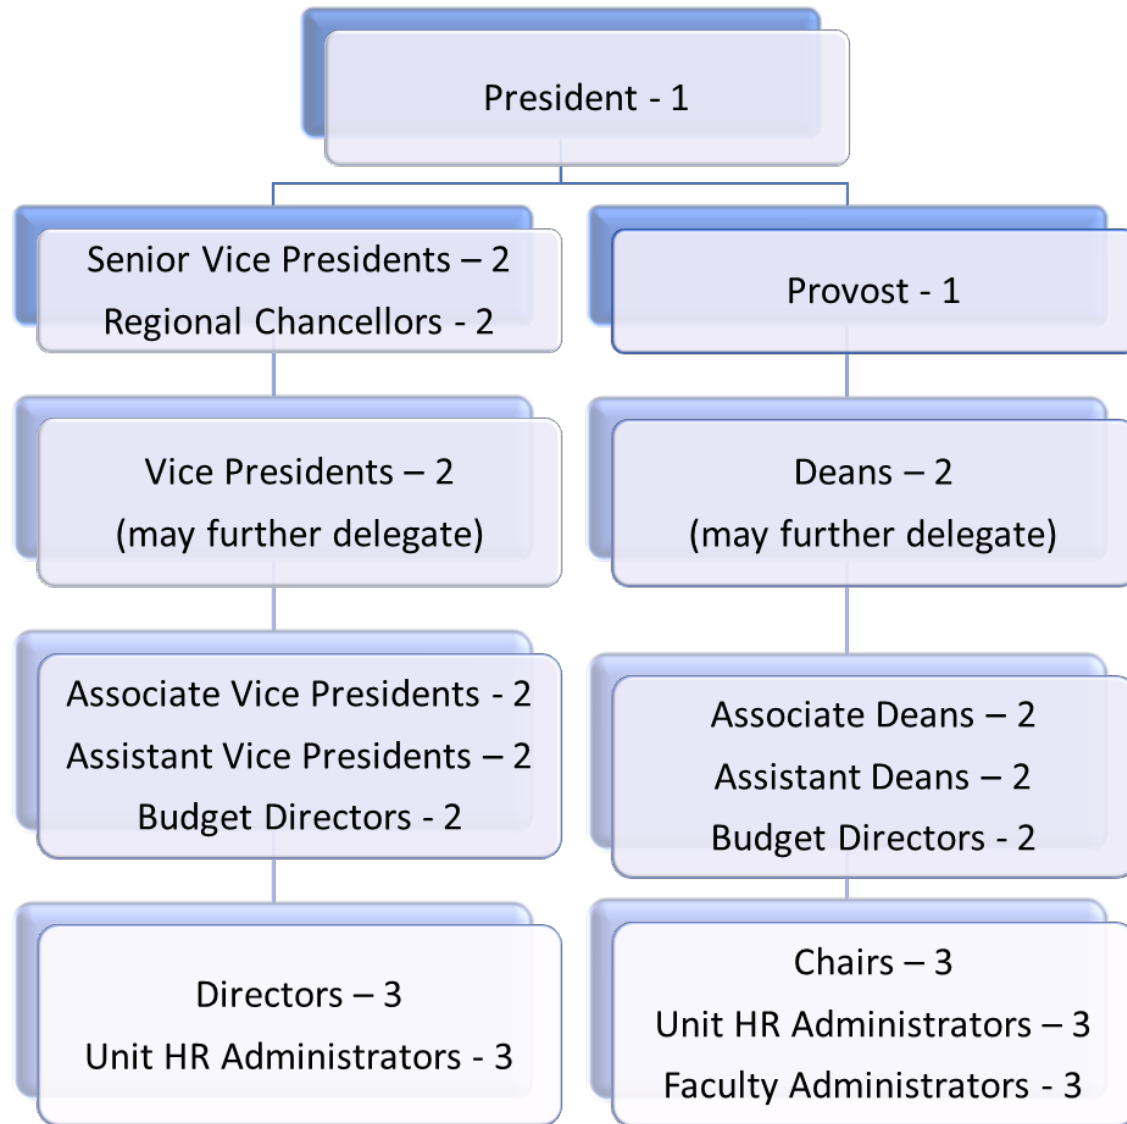 President - 1
Senior Vice Presidents – 2
Regional Chancellors - 2
Provost - 1
Vice Presidents – 2
(may further delegate)
Deans – 2
(may further delegate)
Associate Vice Presidents - 2
Assistant Vice Presidents – 2
Budget Directors - 2
Associate Deans – 2
Assistant Deans – 2
Budget Directors - 2
Directors – 3
Unit HR Administrators - 3
Chairs – 3
Unit HR Administrators – 3
Faculty Administrators - 3